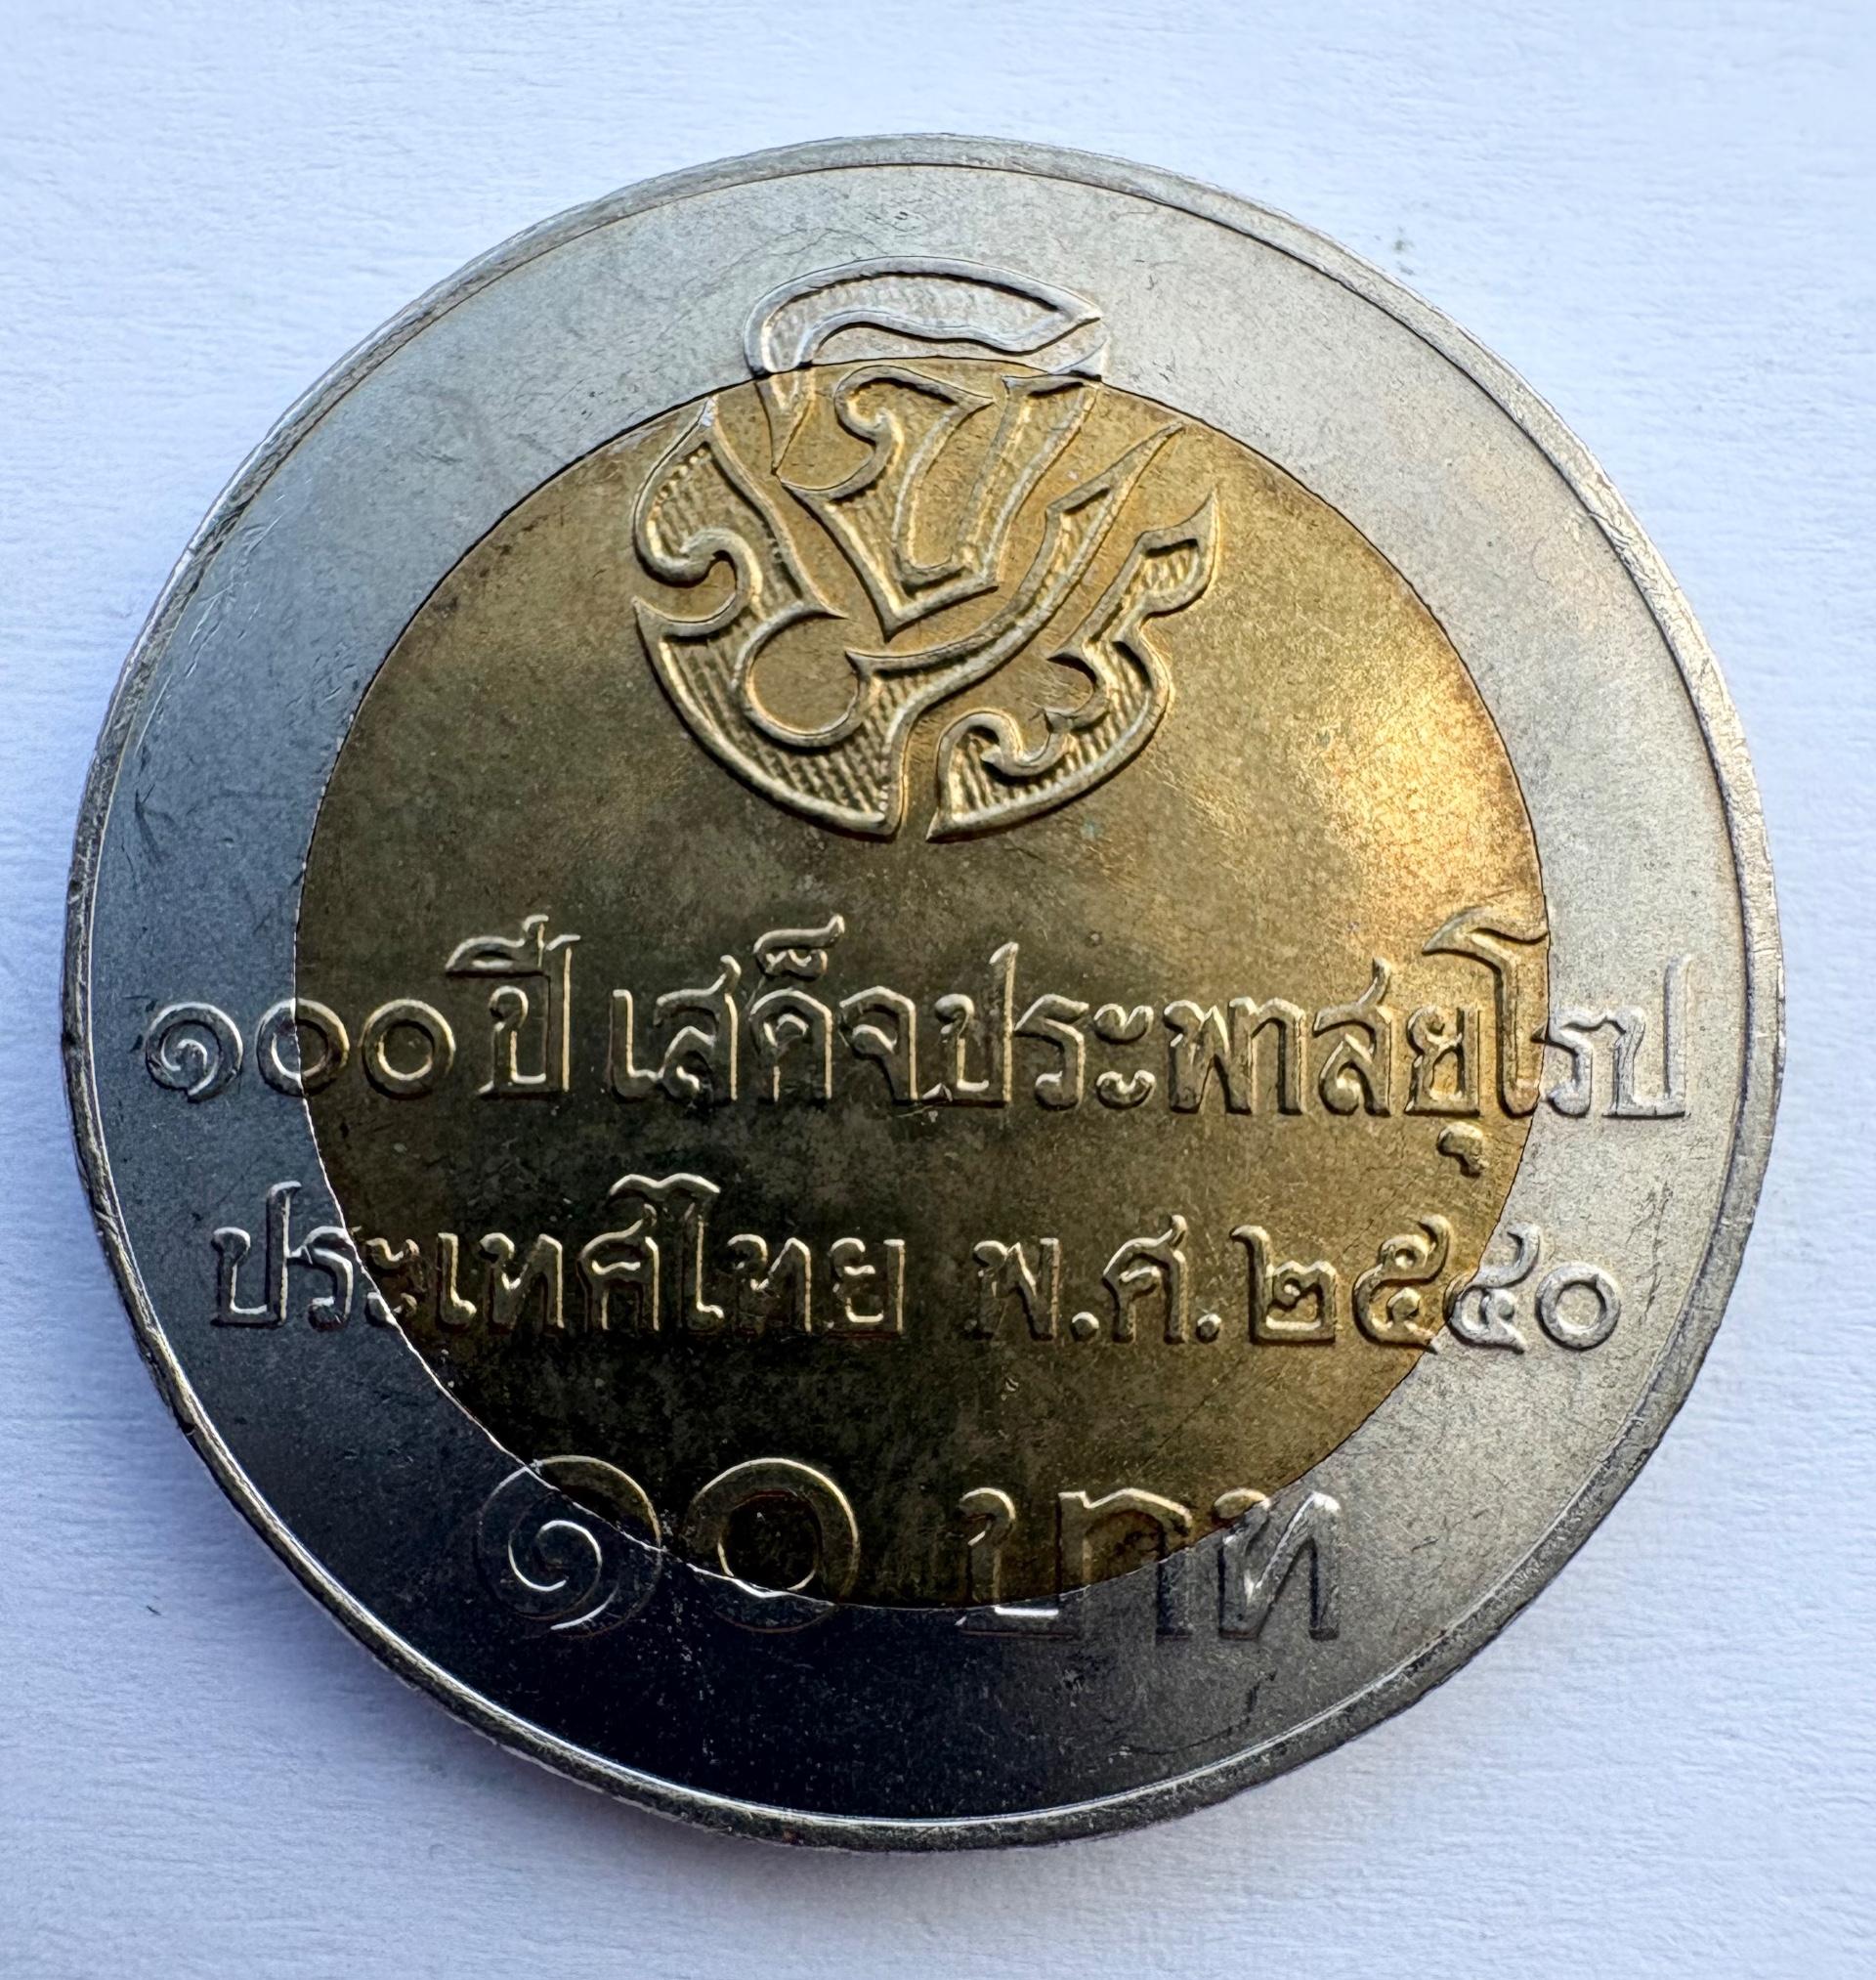 ๑๐๐ ปี เสด็จประพาสยุโรป
ประเทศไทย พ.ศ. ๒๕๔๐
๑๐ บาท